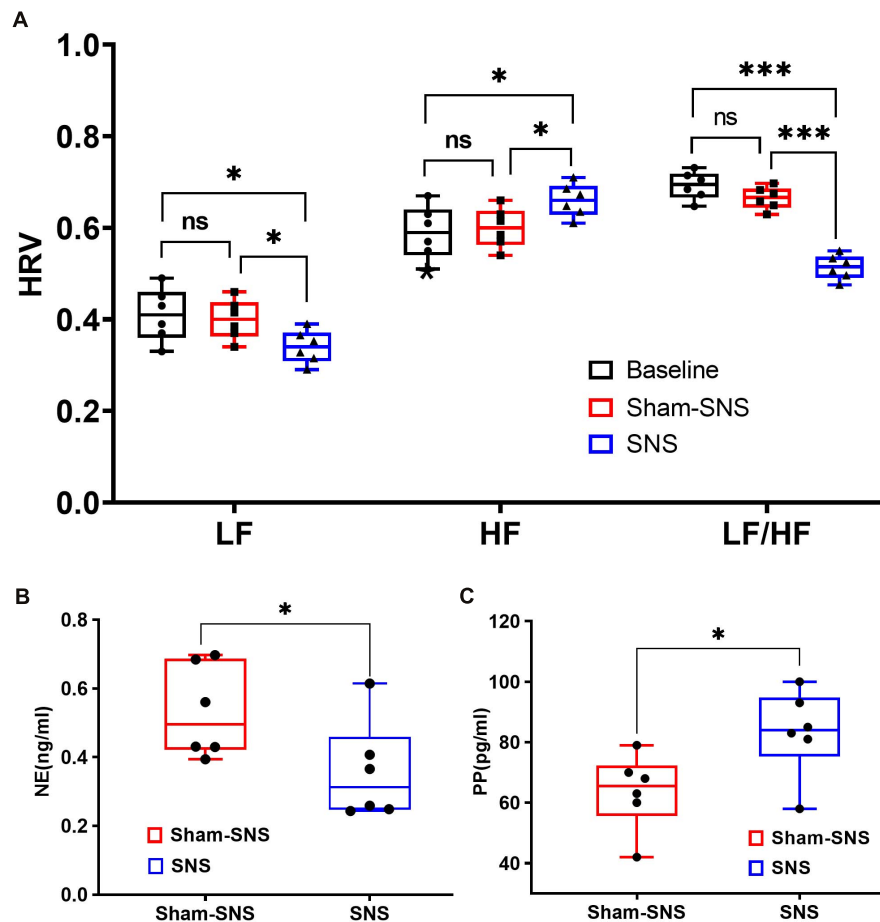 A
HRV
1.0
0.8
0.6
0.4
0.2
0.0
*
ns
*
*
ns
*
***
ns
***
*
Baseline
Sham-SNS
SNS
LF
HF
LF/HF
B
NE(ng/ml)
0.8
0.6
0.4
0.2
0.0
*
Sham-SNS
SNS
Sham-SNS
SNS
C
PP(pg/ml)
120
100
80
60
40
*
Sham-SNS
SNS
Sham-SNS
SNS